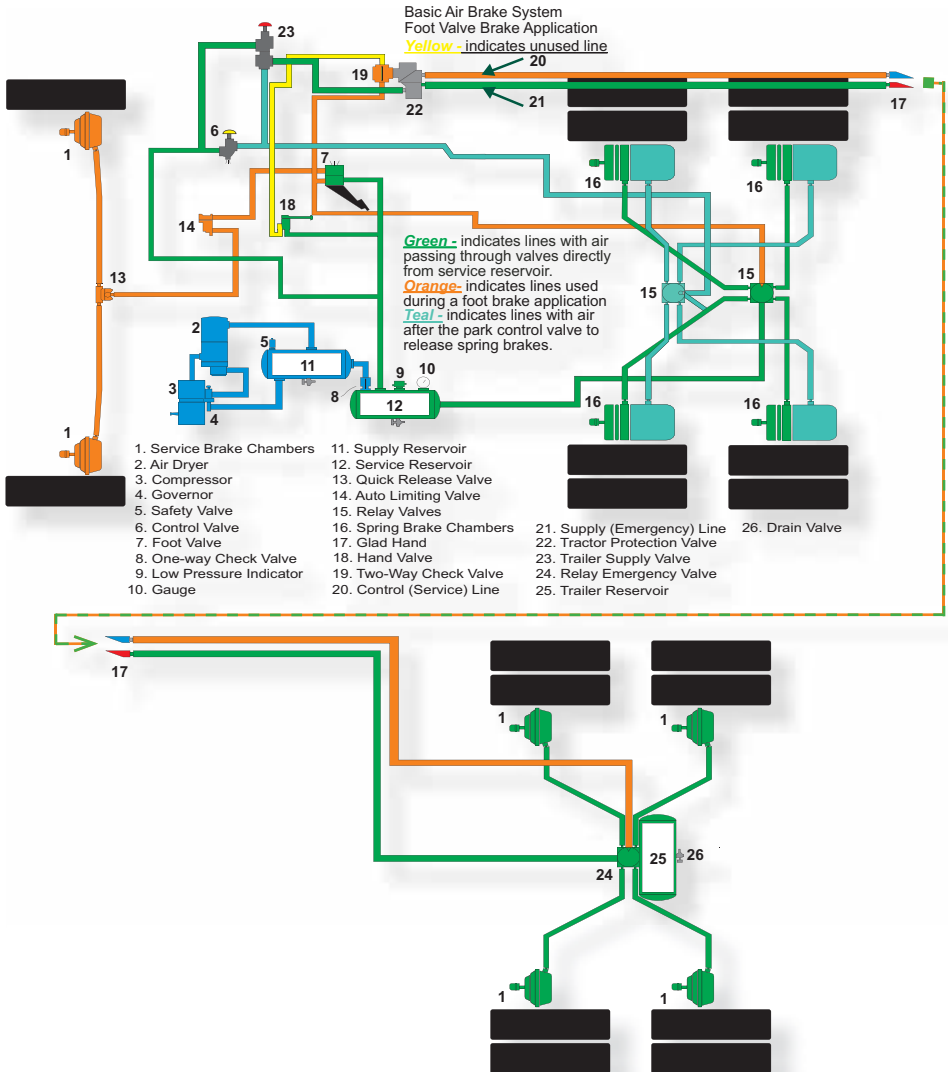 Basic Air Brake System
Foot Valve Brake Application
Yellow - indicates unused line
23
20
19
22
21
17
1
6
7
16
16
18
14
Green - indicates lines with air
passing through valves directly
from service reservoir.
Orange- indicates lines used
during a foot brake application
Teal - indicates lines with air
after the park control valve to
release spring brakes.
13
15
15
2
5
11
9
10
3
8
12
4
16
16
1
1. Service Brake Chambers
2. Air Dryer
3. Compressor
4. Governor
5. Safety Valve
6. Control Valve
7. Foot Valve
8. One-way Check Valve
9. Low Pressure Indicator
10. Gauge
11. Supply Reservoir
12. Service Reservoir
13. Quick Release Valve
14. Auto Limiting Valve
15. Relay Valves
16. Spring Brake Chambers
17. Glad Hand
18. Hand Valve
19. Two-Way Check Valve
20. Control (Service) Line
21. Supply (Emergency) Line
22. Tractor Protection Valve
23. Trailer Supply Valve
24. Relay Emergency Valve
25. Trailer Reservoir
26. Drain Valve
17
1
1
24
25
26
1
1